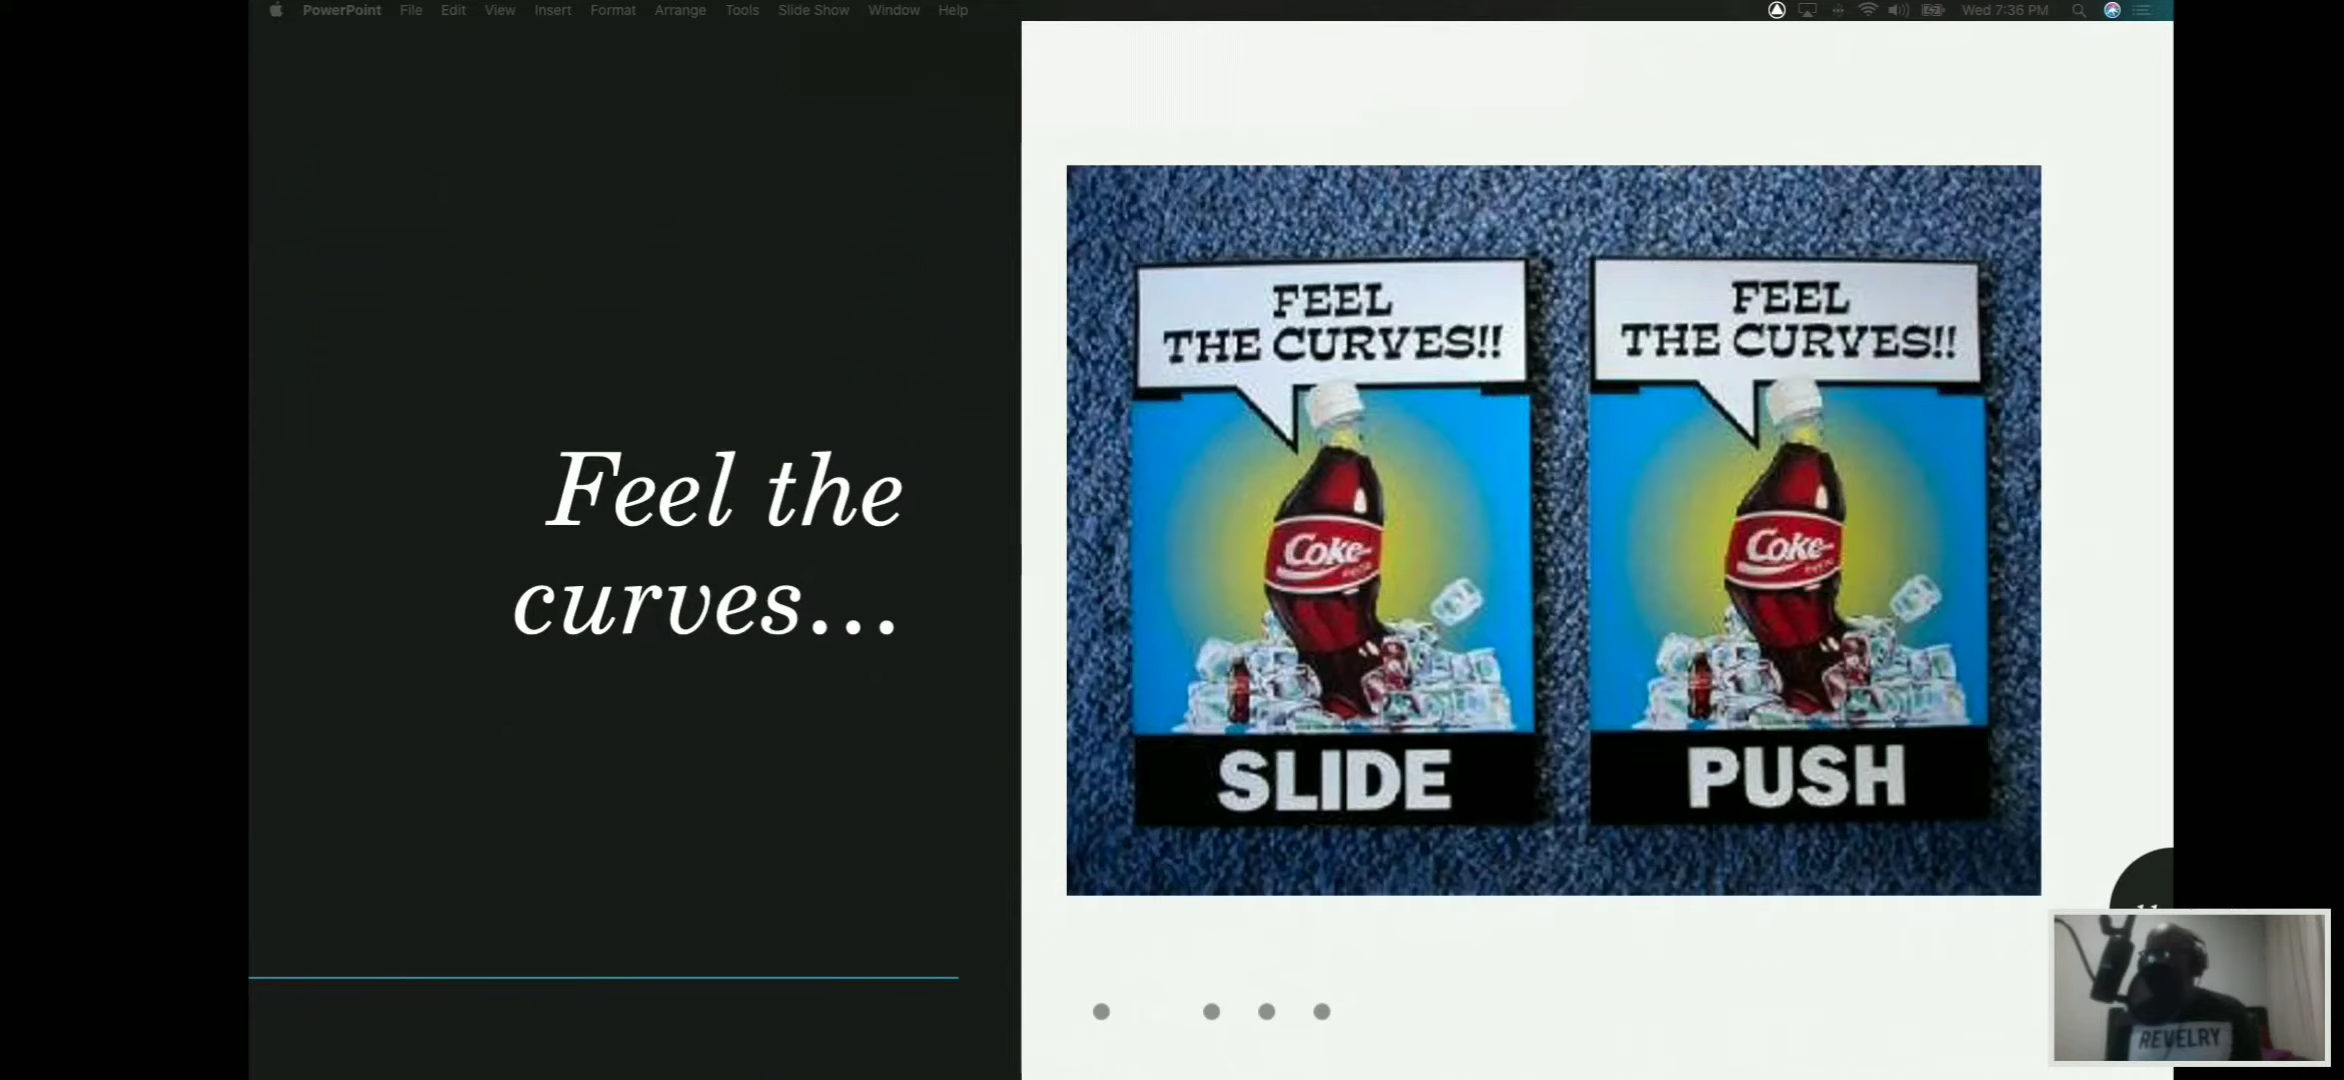 PowerPoint File Edit View Insert Format Arrange Tools Slide Show Window Help
Wed 7:36 PM
Feel the
curves...
FEEL
THE CURVES!!
Coke
SLIDE
FEEL
THE CURVES!!
Coke
PUSH
REVELRY